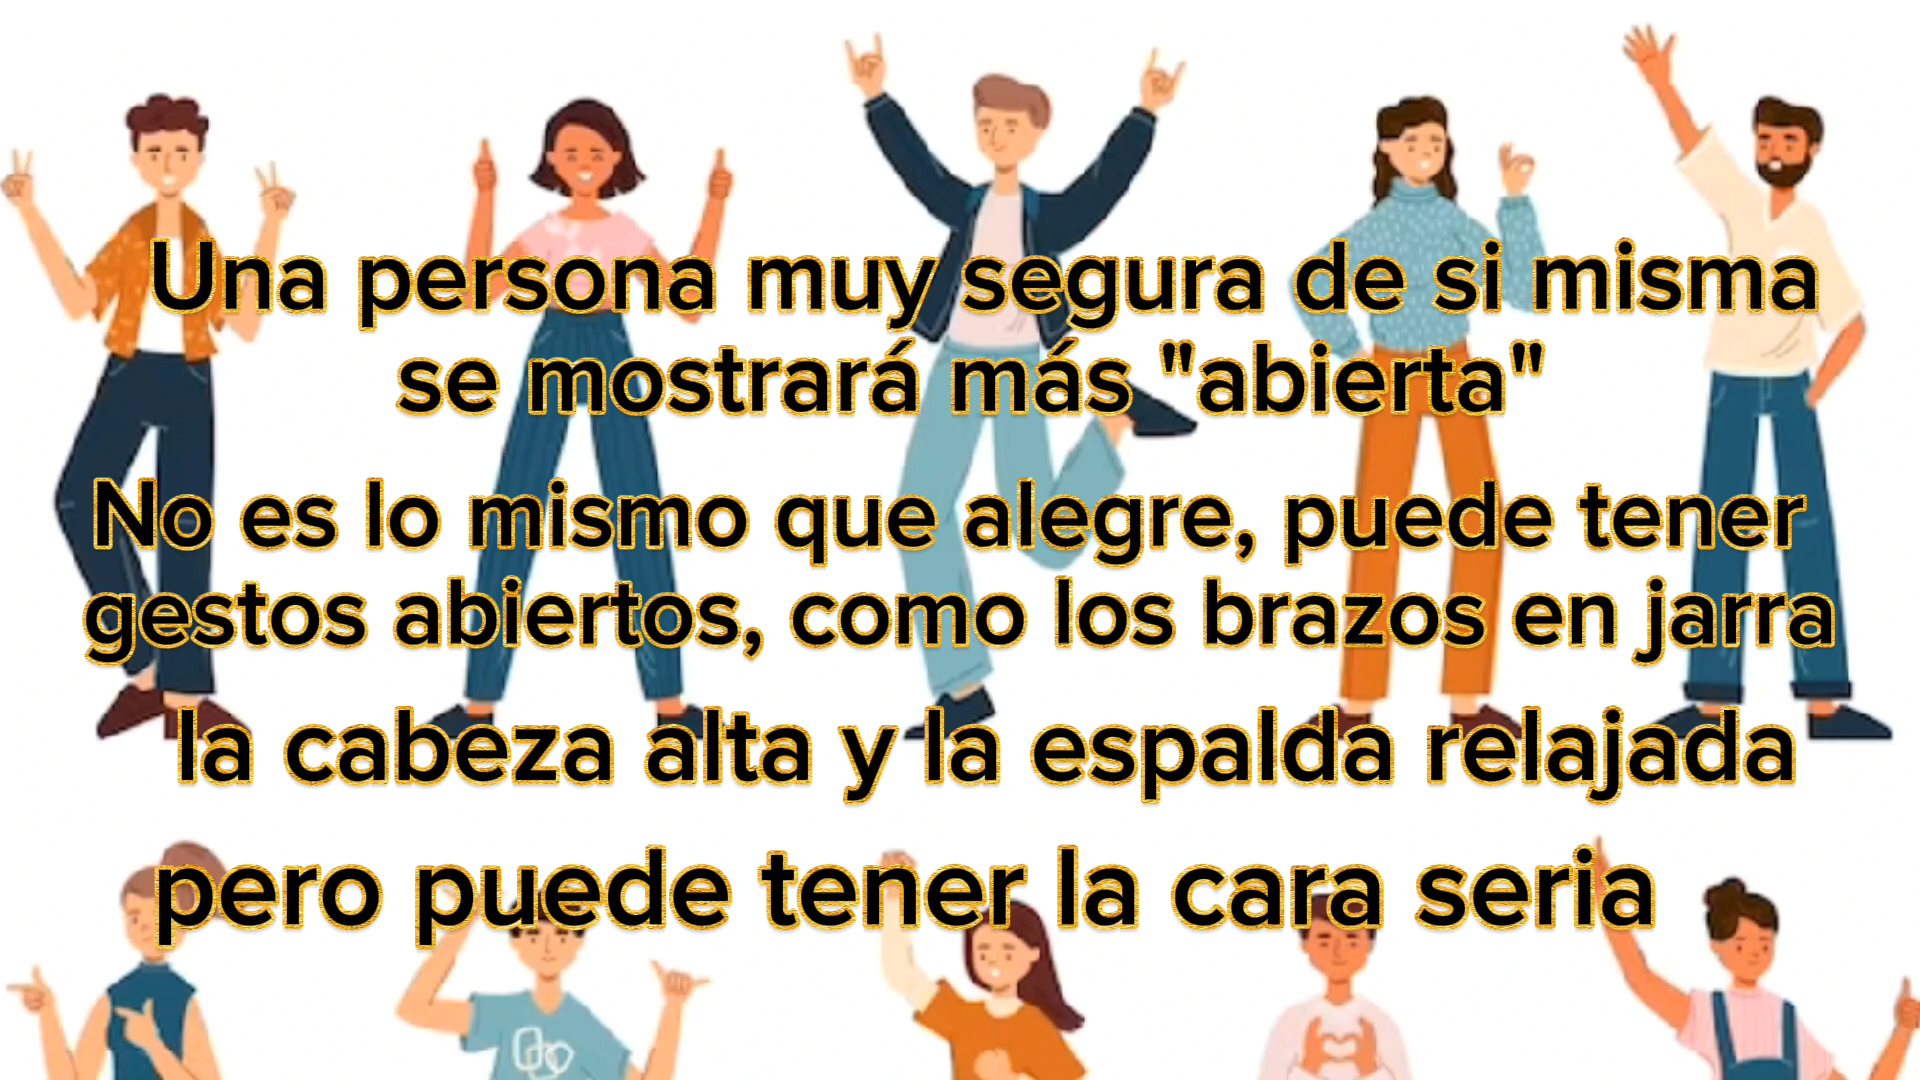 Una persona muy segura de si misma
se mostrará más "abierta"
No es lo mismo que alegre, puede tener
gestos abiertos, como los brazos en jarra
la cabeza alta y la espalda relajada
pero puede tener la cara seria